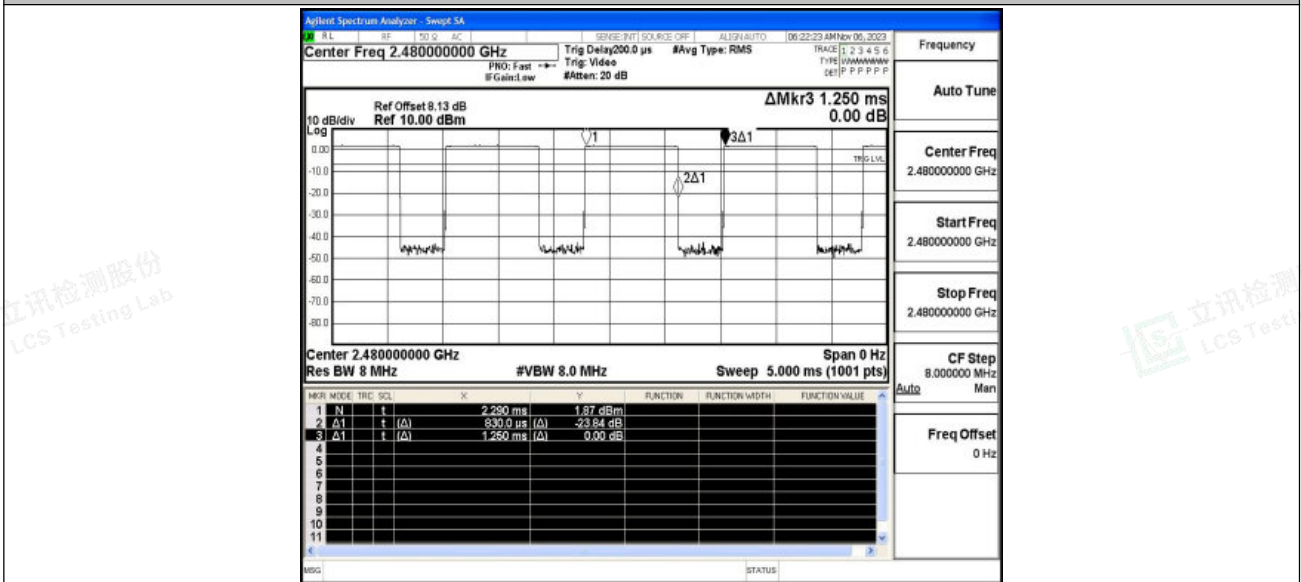 Agilent Spectrum Analyzer - Swept SA
RL RF 50 Ω AC SENSE:INT SOURCE OFF ALIGN AUTO 06:22:23 AM Nov 06, 2023
Center Freq 2.480000000 GHz
PNO: Fast
IFGain:Low
Trig Delay200.0 µs
Trig: Video
#Atten: 20 dB
#Avg Type: RMS
TRACE 1 2 3 4 5 6
TYPE
DET P P P P P P
Frequency
Auto Tune
Ref Offset 8.13 dB
10 dB/div Ref 10.00 dBm
Log
ΔMkr3 1.250 ms
0.00 dB
1
3Δ1
2Δ1
TRIG LVL
0.00
-10.0
-20.0
-30.0
-40.0
-50.0
-60.0
-70.0
-80.0
Center Freq
2.480000000 GHz
Start Freq
2.480000000 GHz
Stop Freq
2.480000000 GHz
CF Step
8.000000 MHz
Auto Man
Freq Offset
0 Hz
Center 2.480000000 GHz Span 0 Hz
Res BW 8 MHz #VBW 8.0 MHz Sweep 5.000 ms (1001 pts)
MKR MODE TRC SCL X Y FUNCTION FUNCTION WIDTH FUNCTION VALUE
1 N t 2.290 ms 1.87 dBm
2 Δ1 t (Δ) 830.0 µs (Δ) -23.84 dB
3 Δ1 t (Δ) 1.250 ms (Δ) 0.00 dB
4
5
6
7
8
9
10
11
MSG STATUS
立讯检测股份
LCS Testing Lab
立讯检测
LCS Testi